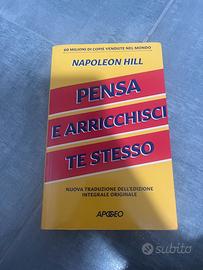 60 MILIONI DI COPIE VENDUTE NEL MONDO
NAPOLEON HILL
PENSA
E ARRICCHISCI
TE STESSO
NUOVA TRADUZIONE DELL'EDIZIONE
INTEGRALE ORIGINALE
APOGEO
subito